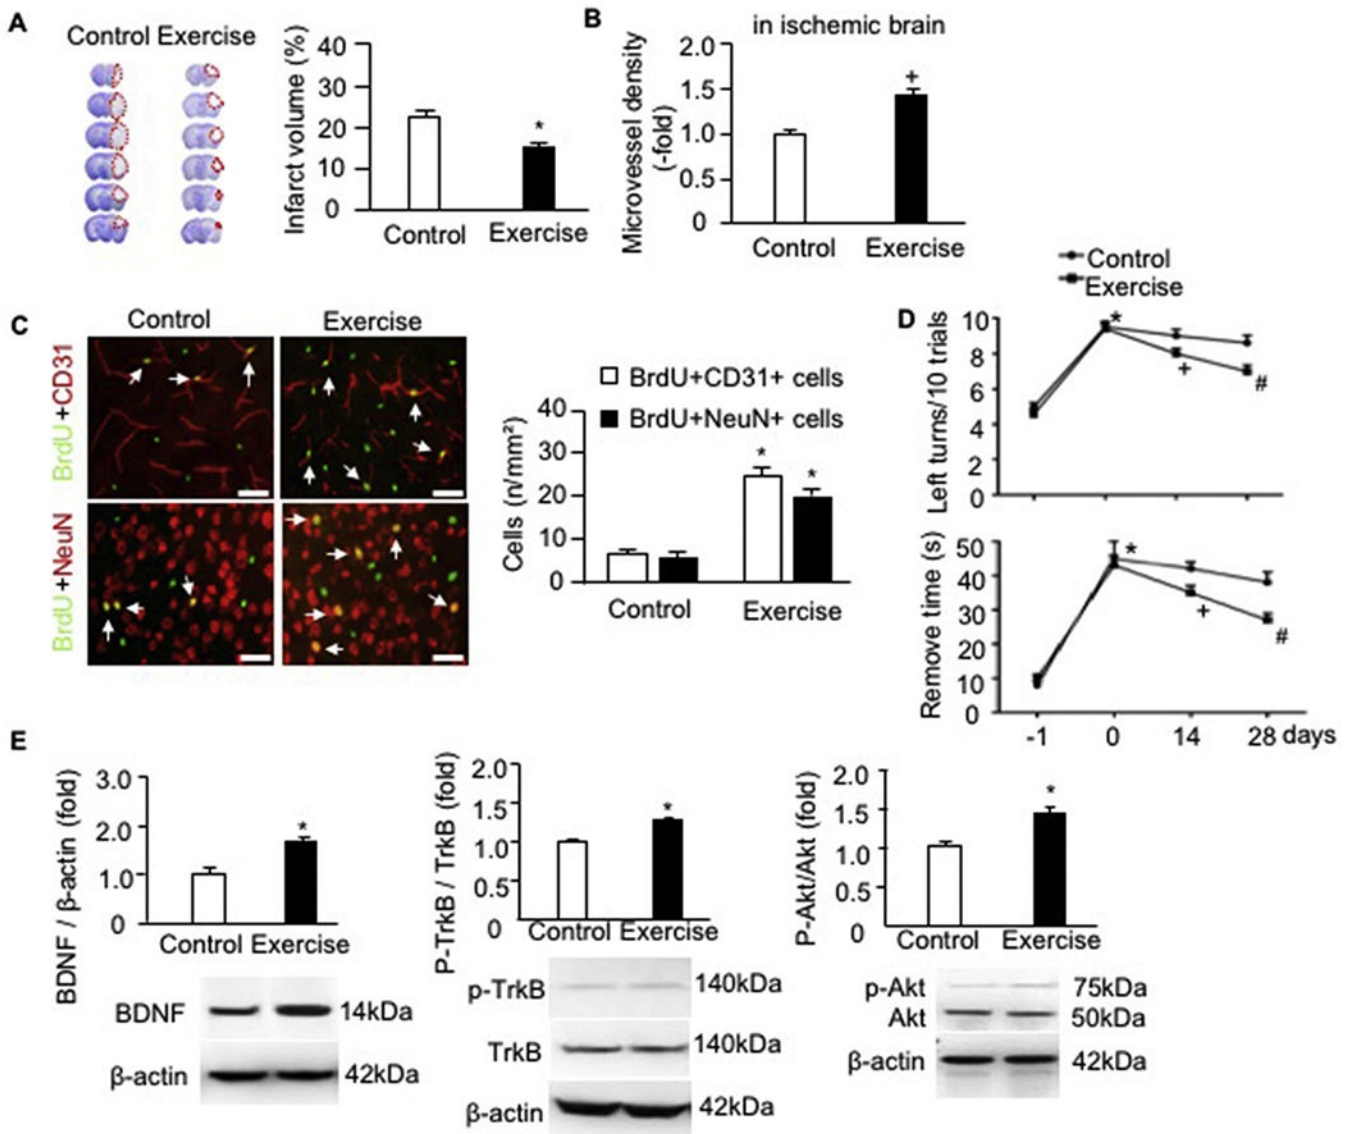 A
Control Exercise
Infarct volume (%)
40
30
20
10
0
*
Control
Exercise
B
in ischemic brain
Microvessel density
(-fold)
2.0
1.5
1.0
0.5
0
+
Control
Exercise
C
Control
Exercise
BrdU+CD31
BrdU+NeuN
BrdU+CD31+ cells
BrdU+NeuN+ cells
Cells (n/mm²)
40
30
20
10
0
*
*
Control
Exercise
D
Control
Exercise
Left turns/10 trials
10
8
6
4
2
0
*
+
#
Remove time (s)
50
40
30
20
10
0
*
+
#
-1
0
14
28 days
E
BDNF / β-actin (fold)
3.0
2.0
1.0
0
*
Control Exercise
BDNF
14kDa
β-actin
42kDa
P-TrkB / TrkB (fold)
2.0
1.5
1.0
0.5
0
*
Control Exercise
p-TrkB
140kDa
TrkB
140kDa
β-actin
42kDa
P-Akt/Akt (fold)
2.0
1.5
1.0
0.5
0
*
Control
Exercise
p-Akt
75kDa
Akt
50kDa
β-actin
42kDa